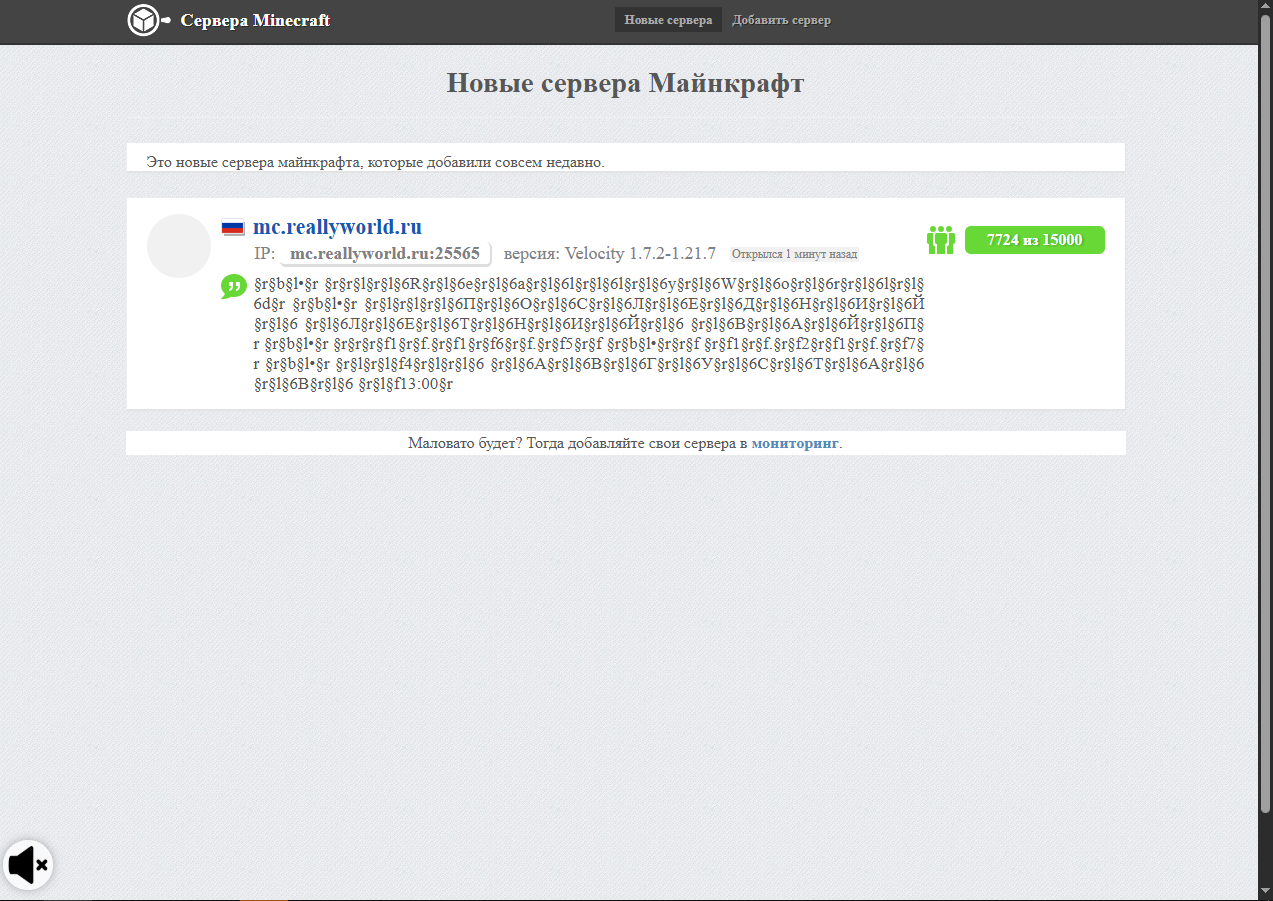 Сервера Minecraft
Новые сервера
Добавить сервер
Новые сервера Майнкрафт
Это новые сервера майнкрафта, которые добавили совсем недавно.
mc.reallyworld.ru
IP: mc.reallyworld.ru:25565 версия: Velocity 1.7.2-1.21.7 Открылся 1 минут назад
7724 из 15000
§r§b§l•§r §r§r§l§r§l§6R§r§l§6e§r§l§6a§r§l§6l§r§l§6l§r§l§6y§r§l§6W§r§l§6o§r§l§6r§r§l§6l§r§l§
6d§r §r§b§l•§r §r§l§r§l§r§l§6П§r§l§6О§r§l§6С§r§l§6Л§r§l§6Е§r§l§6Д§r§l§6Н§r§l§6И§r§l§6Й
§r§l§6 §r§l§6Л§r§l§6Е§r§l§6Т§r§l§6Н§r§l§6И§r§l§6Й§r§l§6 §r§l§6В§r§l§6А§r§l§6Й§r§l§6П§
r §r§b§l•§r §r§r§r§f1§r§f.§r§f1§r§f6§r§f.§r§f5§r§f §r§b§l•§r§r§f §r§f1§r§f.§r§f2§r§f1§r§f.§r§f7§
r §r§b§l•§r §r§l§r§l§f4§r§l§r§l§6 §r§l§6А§r§l§6В§r§l§6Г§r§l§6У§r§l§6С§r§l§6Т§r§l§6А§r§l§6
§r§l§6В§r§l§6 §r§l§f13:00§r
Маловато будет? Тогда добавляйте свои сервера в мониторинг.